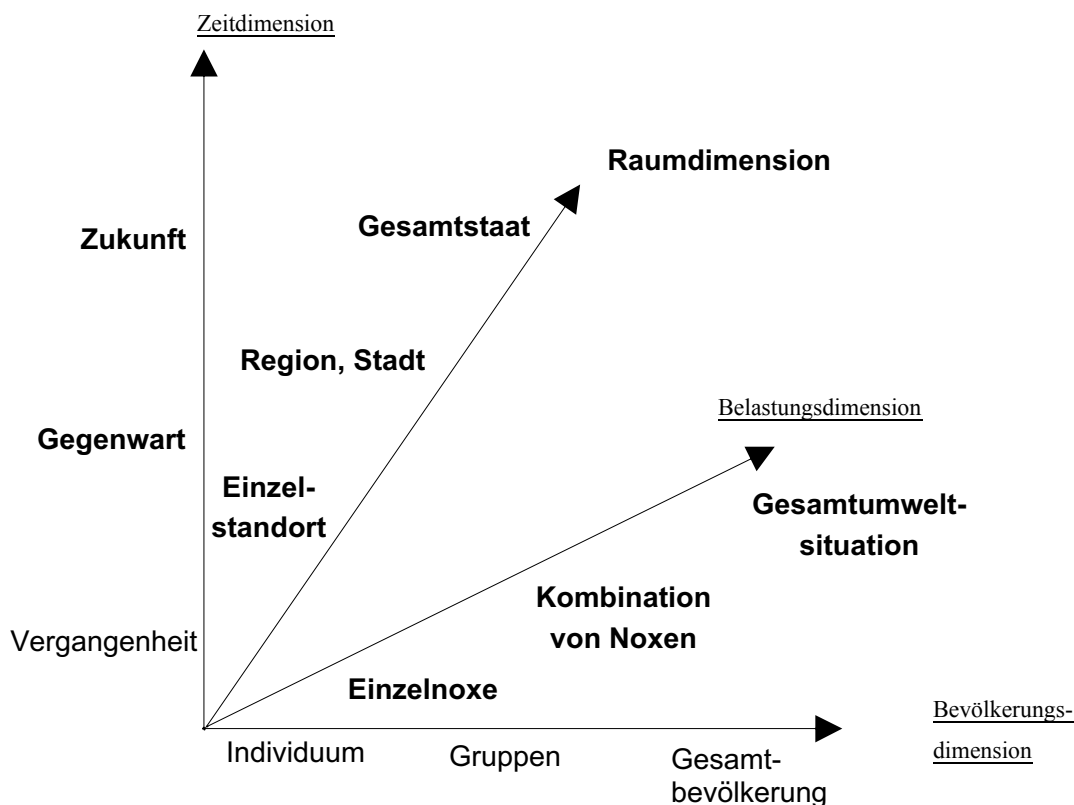 Zeitdimension
Raumdimension
Gesamtstaat
Zukunft
Region, Stadt
Belastungsdimension
Gegenwart
Einzel-
standort
Gesamtumwelt-
situation
Kombination
von Noxen
Vergangenheit
Einzelnoxe
Bevölkerungs-
dimension
Individuum
Gruppen
Gesamt-
bevölkerung